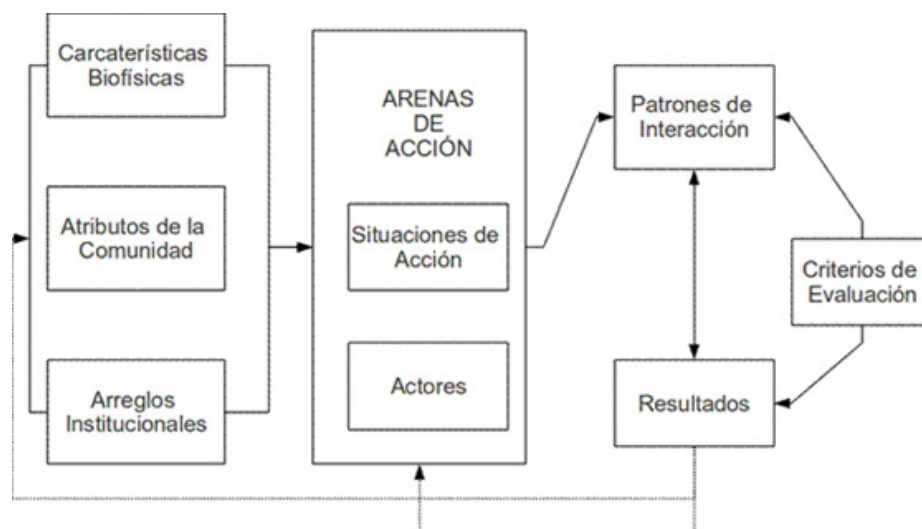 Carcaterísticas
Biofísicas
Atributos de la
Comunidad
Arreglos
Institucionales
ARENAS
DE
ACCIÓN
Situaciones de
Acción
Actores
Patrones de
Interacción
Criterios de
Evaluación
Resultados